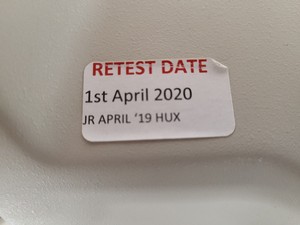 RETEST DATE
1st April 2020
JR APRIL '19 HUX